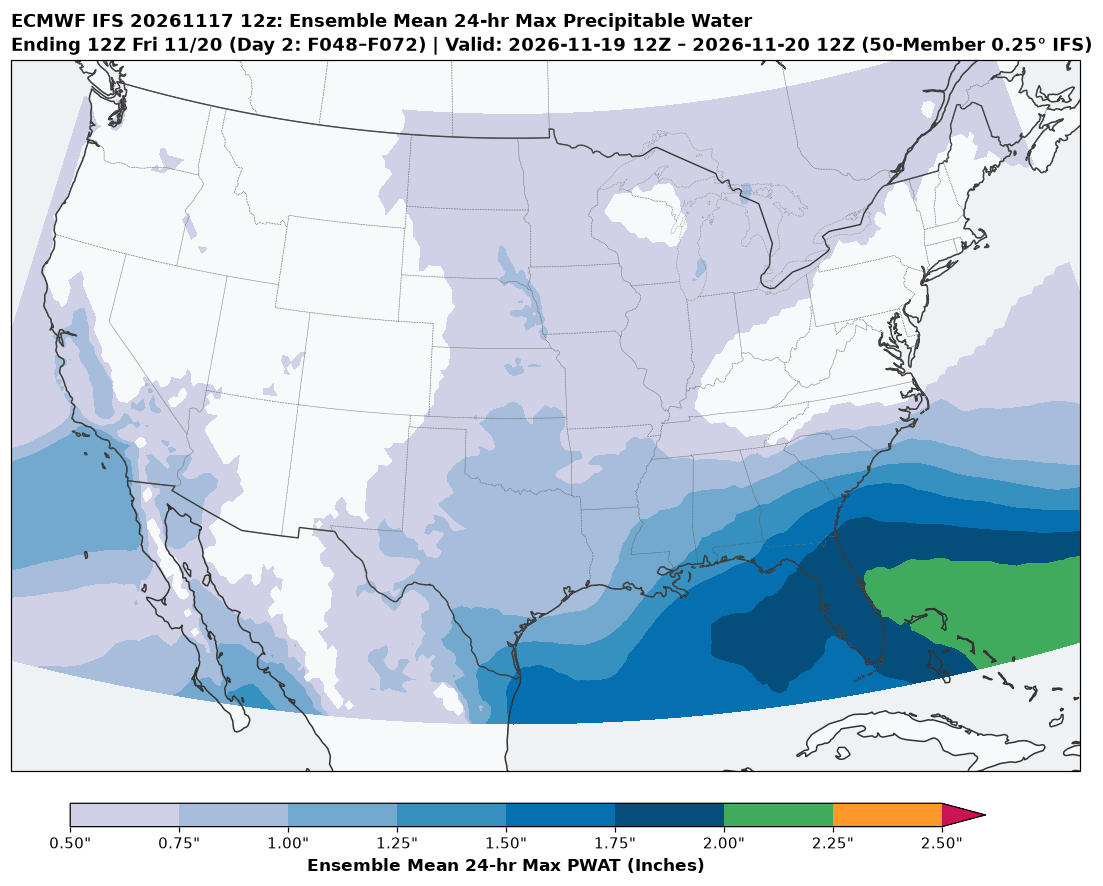 ECMWF IFS 20261117 12z: Ensemble Mean 24-hr Max Precipitable Water
Ending 12Z Fri 11/20 (Day 2: F048–F072) | Valid: 2026-11-19 12Z – 2026-11-20 12Z (50-Member 0.25° IFS)
0.50" 0.75" 1.00" 1.25" 1.50" 1.75" 2.00" 2.25" 2.50"
Ensemble Mean 24-hr Max PWAT (Inches)